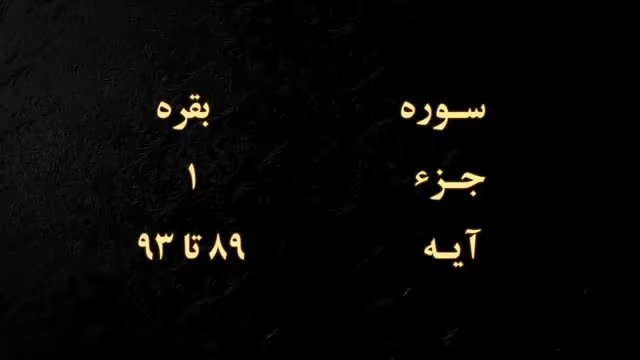 سوره بقره
جزء ۱
آیه ۸۹ تا ۹۳